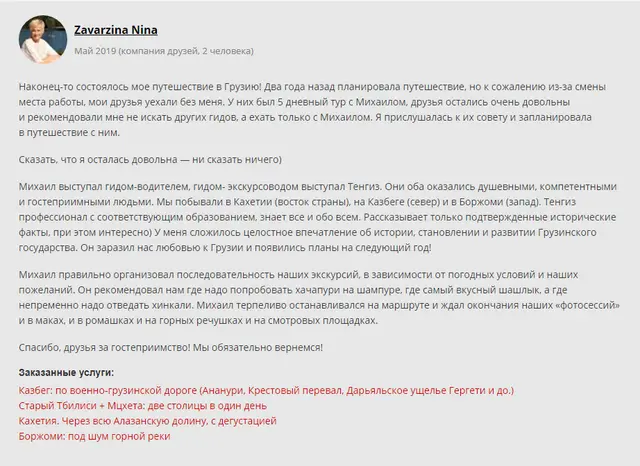 Zavarzina Nina
Май 2019 (компания друзей, 2 человека)
Наконец-то состоялось мое путешествие в Грузию! Два года назад планировала путешествие, но к сожалению из-за смены
места работы, мои друзья уехали без меня. У них был 5 дневный тур с Михаилом, друзья остались очень довольны
и рекомендовали мне не искать других гидов, а ехать только с Михаилом. Я прислушалась к их совету и запланировала
в путешествие с ним.
Сказать, что я осталась довольна — ни сказать ничего)
Михаил выступал гидом-водителем, гидом- экскурсоводом выступал Тенгиз. Они оба оказались душевными, компетентными
и гостеприимными людьми. Мы побывали в Кахетии (восток страны), на Казбеге (север) и в Боржоми (запад). Тенгиз
профессионал с соответствующим образованием, знает все и обо всем. Рассказывает только подтвержденные исторические
факты, при этом интересно) У меня сложилось целостное впечатление об истории, становлении и развитии Грузинского
государства. Он заразил нас любовью к Грузии и появились планы на следующий год!
Михаил правильно организовал последовательность наших экскурсий, в зависимости от погодных условий и наших
пожеланий. Он рекомендовал нам где надо попробовать хачапури на шампуре, где самый вкусный шашлык, а где
непременно надо отведать хинкали. Михаил терпеливо останавливался на маршруте и ждал окончания наших «фотосессий»
и в маках, и в ромашках и на горных речушках и на смотровых площадках.
Спасибо, друзья за гостеприимство! Мы обязательно вернемся!
Заказанные услуги:
Казбег: по военно-грузинской дороге (Ананури, Крестовый перевал, Дарьяльское ущелье Гергети и до.)
Старый Тбилиси + Мцхета: две столицы в один день
Кахетия. Через всю Алазанскую долину, с дегустацией
Боржоми: под шум горной реки